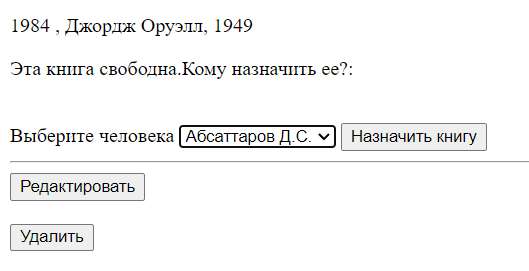 1984 , Джордж Оруэлл, 1949
Эта книга свободна.Кому назначить ее?:
Выберите человека Абсаттаров Д.С. Назначить книгу
Редактировать
Удалить